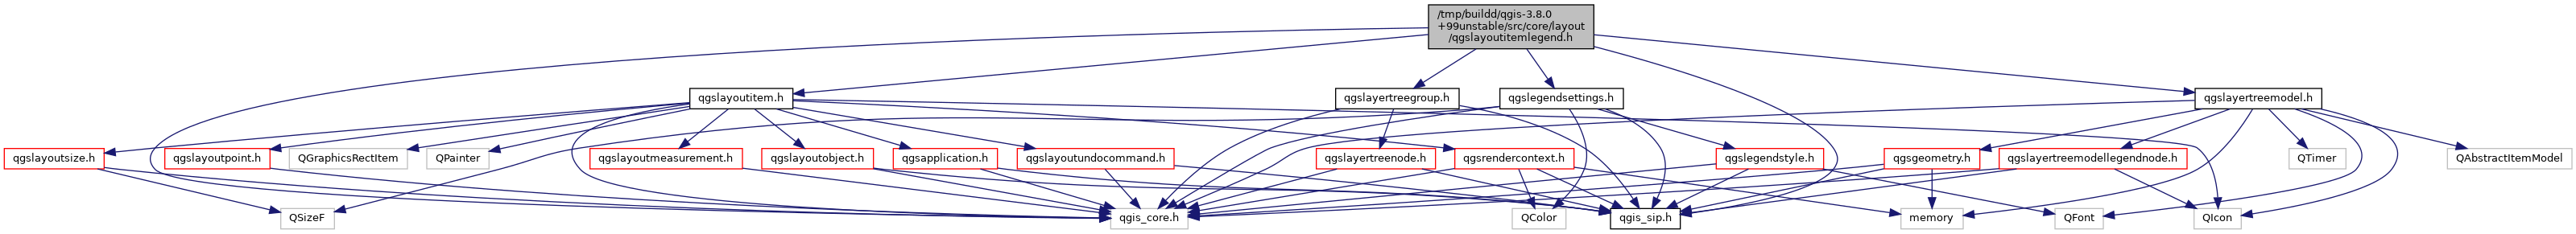 /tmp/buildd/qgis-3.8.0
+99unstable/src/core/layout
/qgslayoutitemlegend.h
qgslayoutitem.h
qgslayertreegroup.h
qgslegendsettings.h
qgslayertreemodel.h
qgslayoutsize.h
qgslayoutpoint.h
QGraphicsRectItem
QPainter
qgslayoutmeasurement.h
qgslayoutobject.h
qgsapplication.h
qgslayoutundocommand.h
qgslayertreenode.h
qgsrendercontext.h
qgslegendstyle.h
qgsgeometry.h
qgslayertreemodellegendnode.h
QTimer
QAbstractItemModel
QSizeF
qgis_core.h
QColor
qgis_sip.h
memory
QFont
QIcon